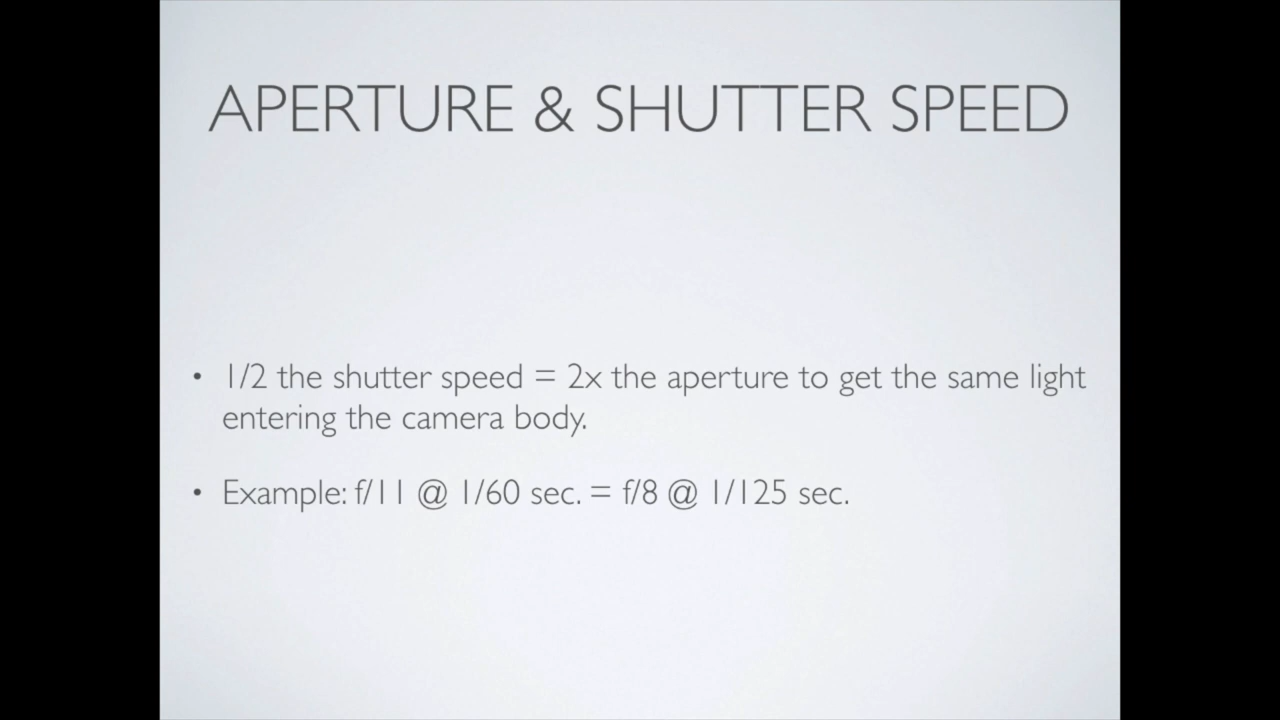 APERTURE & SHUTTER SPEED
• 1/2 the shutter speed = 2x the aperture to get the same light
entering the camera body.
• Example: f/11 @ 1/60 sec. = f/8 @ 1/125 sec.